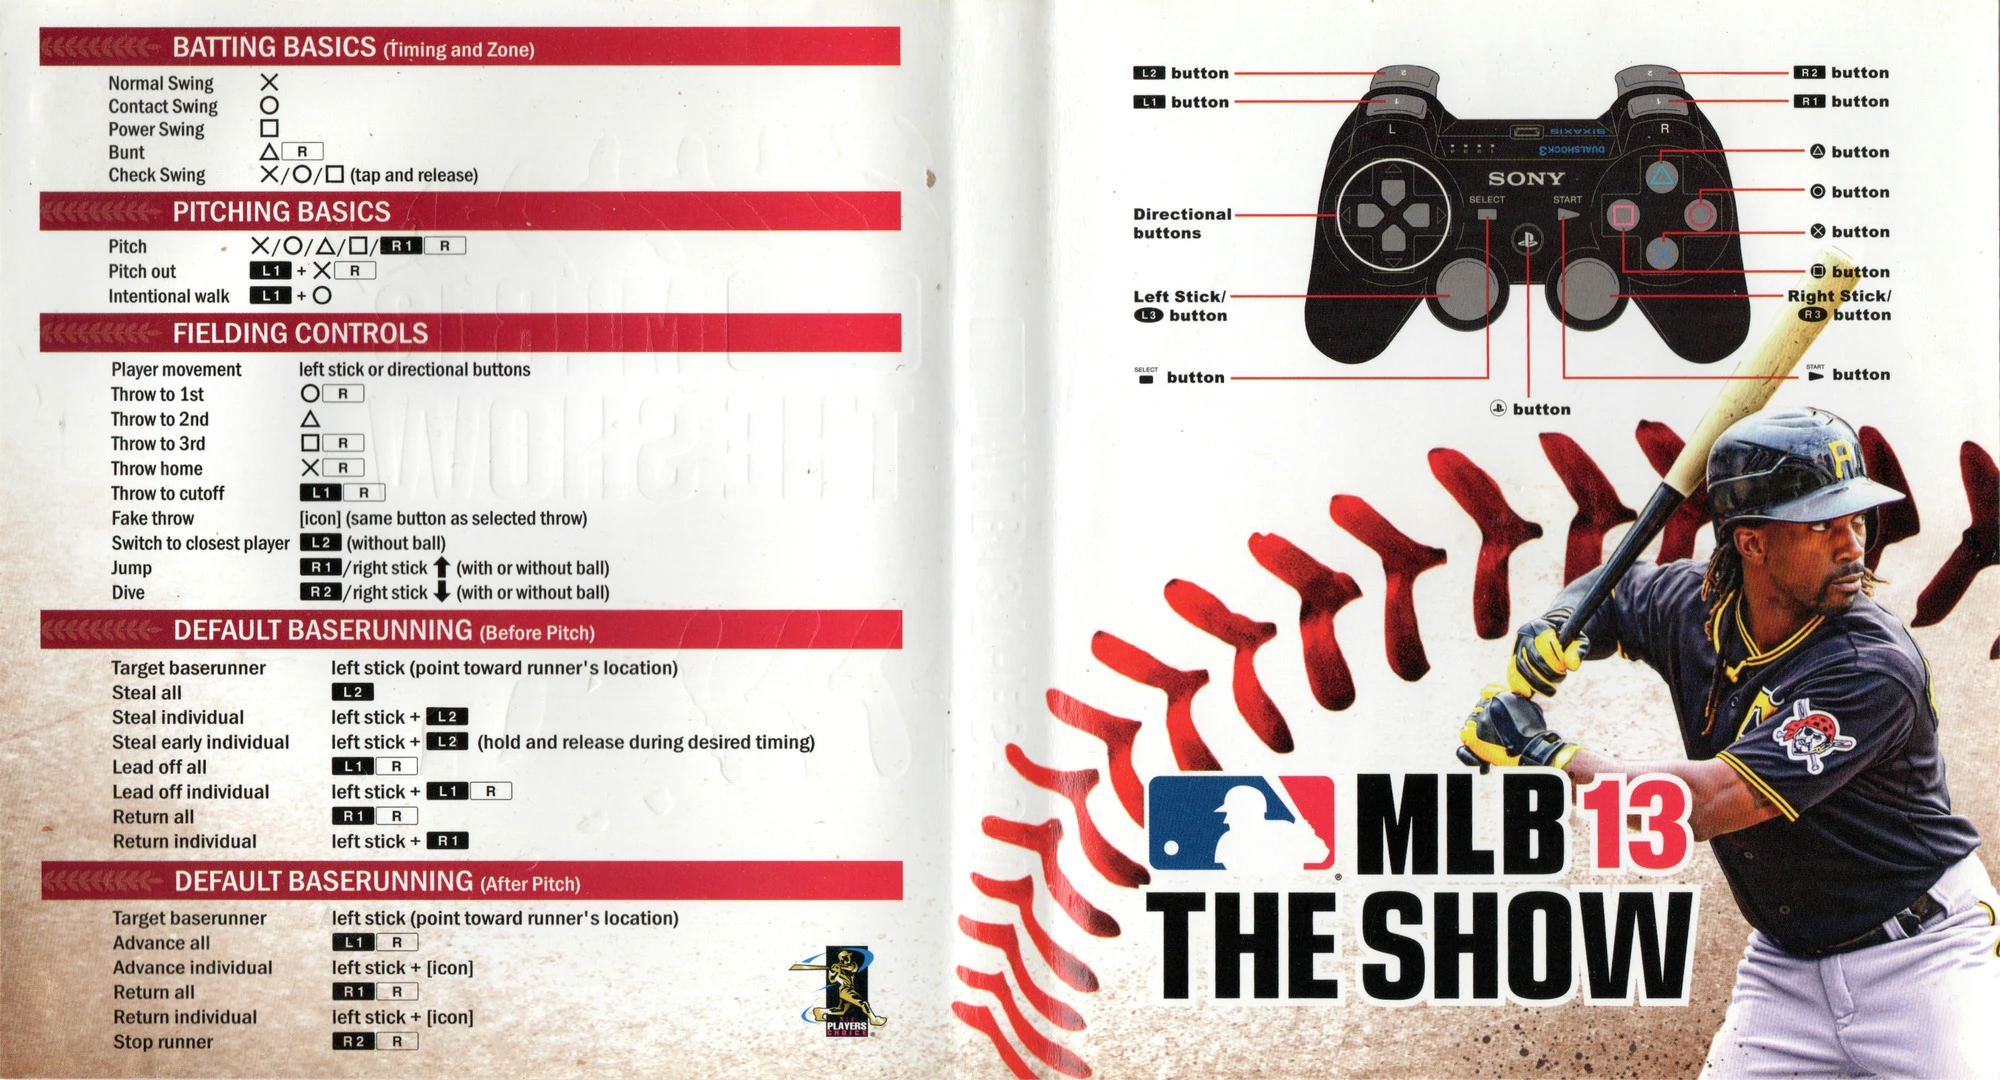 BATTING BASICS (Timing and Zone)
Normal Swing ✕
Contact Swing ○
Power Swing □
Bunt △ R
Check Swing ✕/○/□ (tap and release)
PITCHING BASICS
Pitch ✕/○/△/□/ R1 R
Pitch out L1 + ✕ R
Intentional walk L1 + ○
FIELDING CONTROLS
Player movement left stick or directional buttons
Throw to 1st ○ R
Throw to 2nd △
Throw to 3rd □ R
Throw home ✕ R
Throw to cutoff L1 R
Fake throw [icon] (same button as selected throw)
Switch to closest player L2 (without ball)
Jump R1 /right stick ⬆ (with or without ball)
Dive R2 /right stick ⬇ (with or without ball)
DEFAULT BASERUNNING (Before Pitch)
Target baserunner left stick (point toward runner's location)
Steal all L2
Steal individual left stick + L2
Steal early individual left stick + L2 (hold and release during desired timing)
Lead off all L1 R
Lead off individual left stick + L1 R
Return all R1 R
Return individual left stick + R1
DEFAULT BASERUNNING (After Pitch)
Target baserunner left stick (point toward runner's location)
Advance all L1 R
Advance individual left stick + [icon]
Return all R1 R
Return individual left stick + [icon]
Stop runner R2 R
PLAYERS
CHOICE
L2 button
L1 button
Directional
buttons
Left Stick/
L3 button
SELECT
button
button
R2 button
R1 button
△ button
○ button
✕ button
□ button
Right Stick/
R3 button
START
button
2
1
L
2
1
R
SIXAXIS
DUALSHOCK3
SONY
SELECT
START
P
MLB 13
THE SHOW